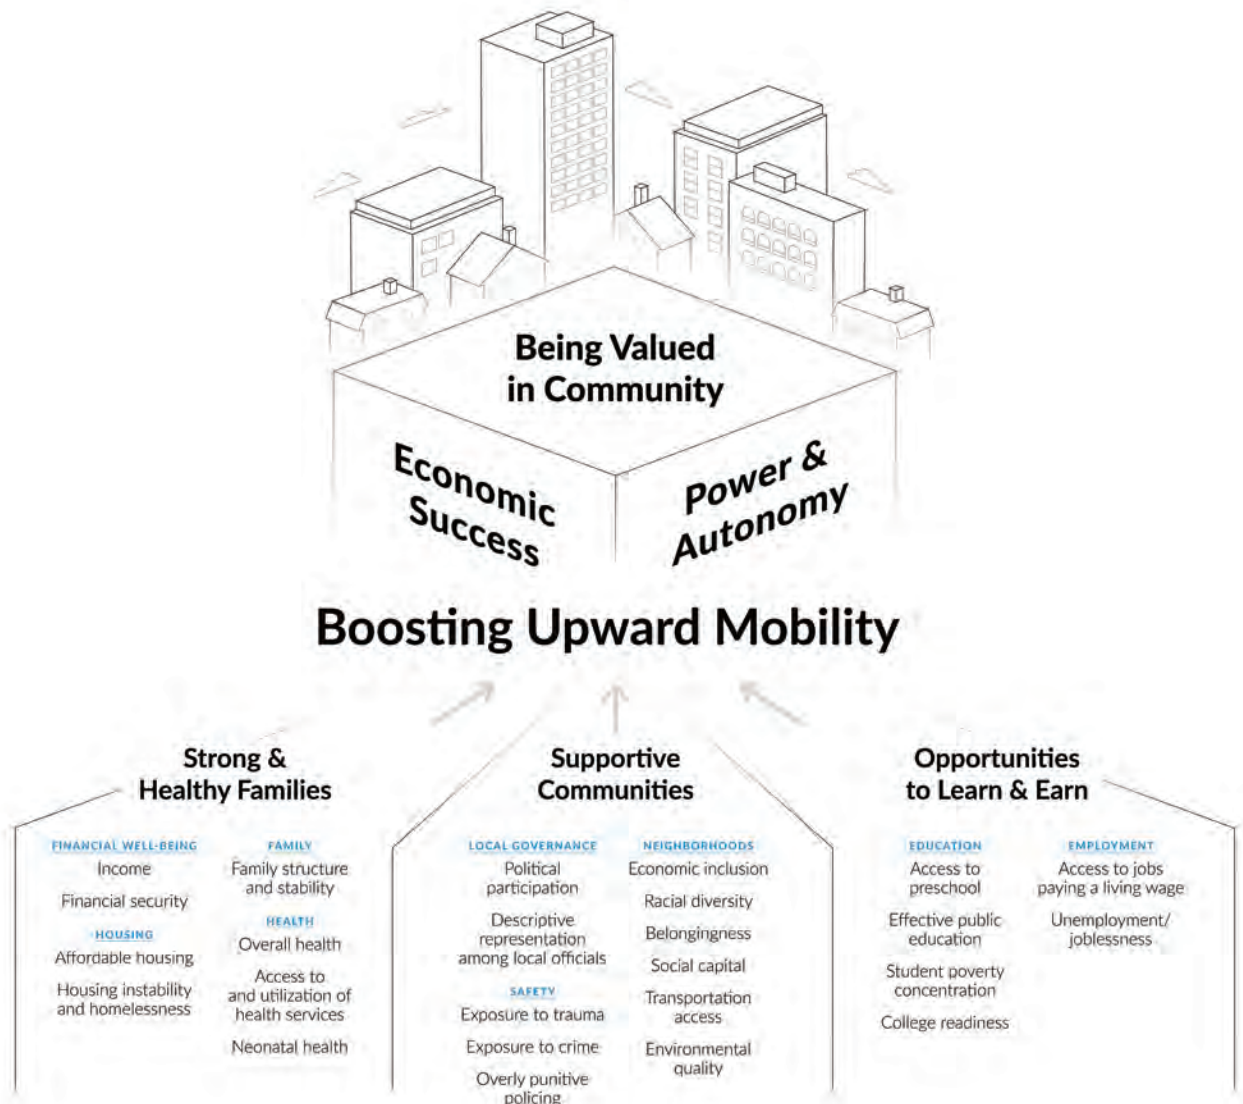 Being Valued
in Community
Economic
Success
Power &
Autonomy
Boosting Upward Mobility
Strong &
Healthy Families
FINANCIAL WELL-BEING
Income
Financial security
HOUSING
Affordable housing
Housing instability
and homelessness
FAMILY
Family structure
and stability
HEALTH
Overall health
Access to
and utilization of
health services
Neonatal health
Supportive
Communities
LOCAL GOVERNANCE
Political
participation
Descriptive
representation
among local officials
SAFETY
Exposure to trauma
Exposure to crime
Overly punitive
policing
NEIGHBORHOODS
Economic inclusion
Racial diversity
Belongingness
Social capital
Transportation
access
Environmental
quality
Opportunities
to Learn & Earn
EDUCATION
Access to
preschool
Effective public
education
Student poverty
concentration
College readiness
EMPLOYMENT
Access to jobs
paying a living wage
Unemployment/
joblessness